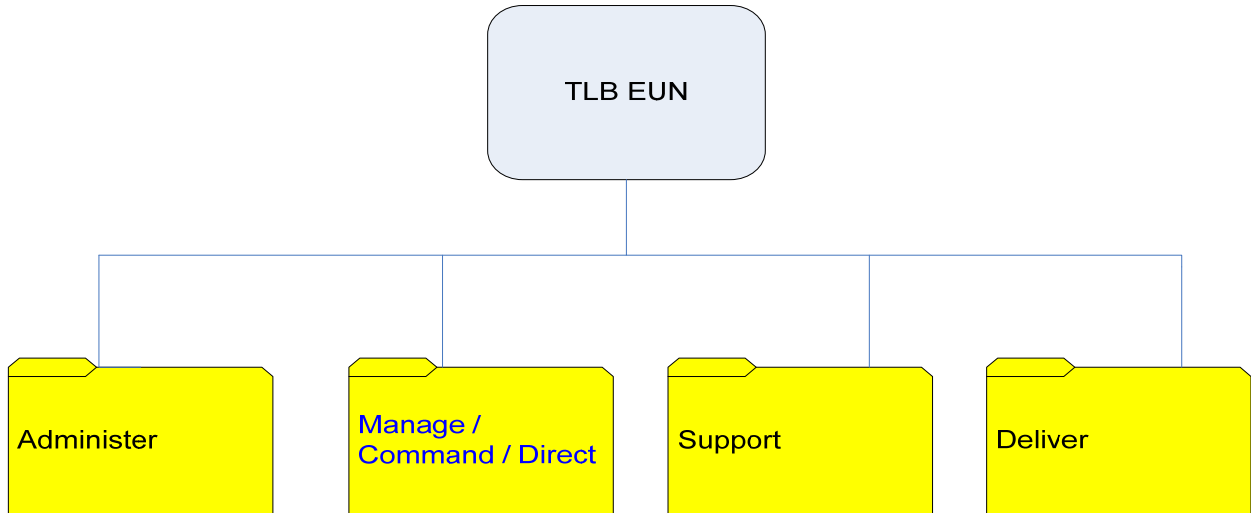 TLB EUN
Administer
Manage /
Command / Direct
Support
Deliver